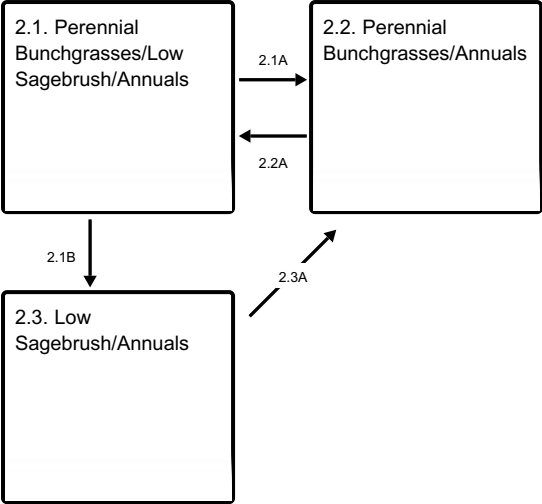 2.1. Perennial
Bunchgrasses/Low
Sagebrush/Annuals
2.1A
2.2. Perennial
Bunchgrasses/Annuals
2.2A
2.1B
2.3A
2.3. Low
Sagebrush/Annuals